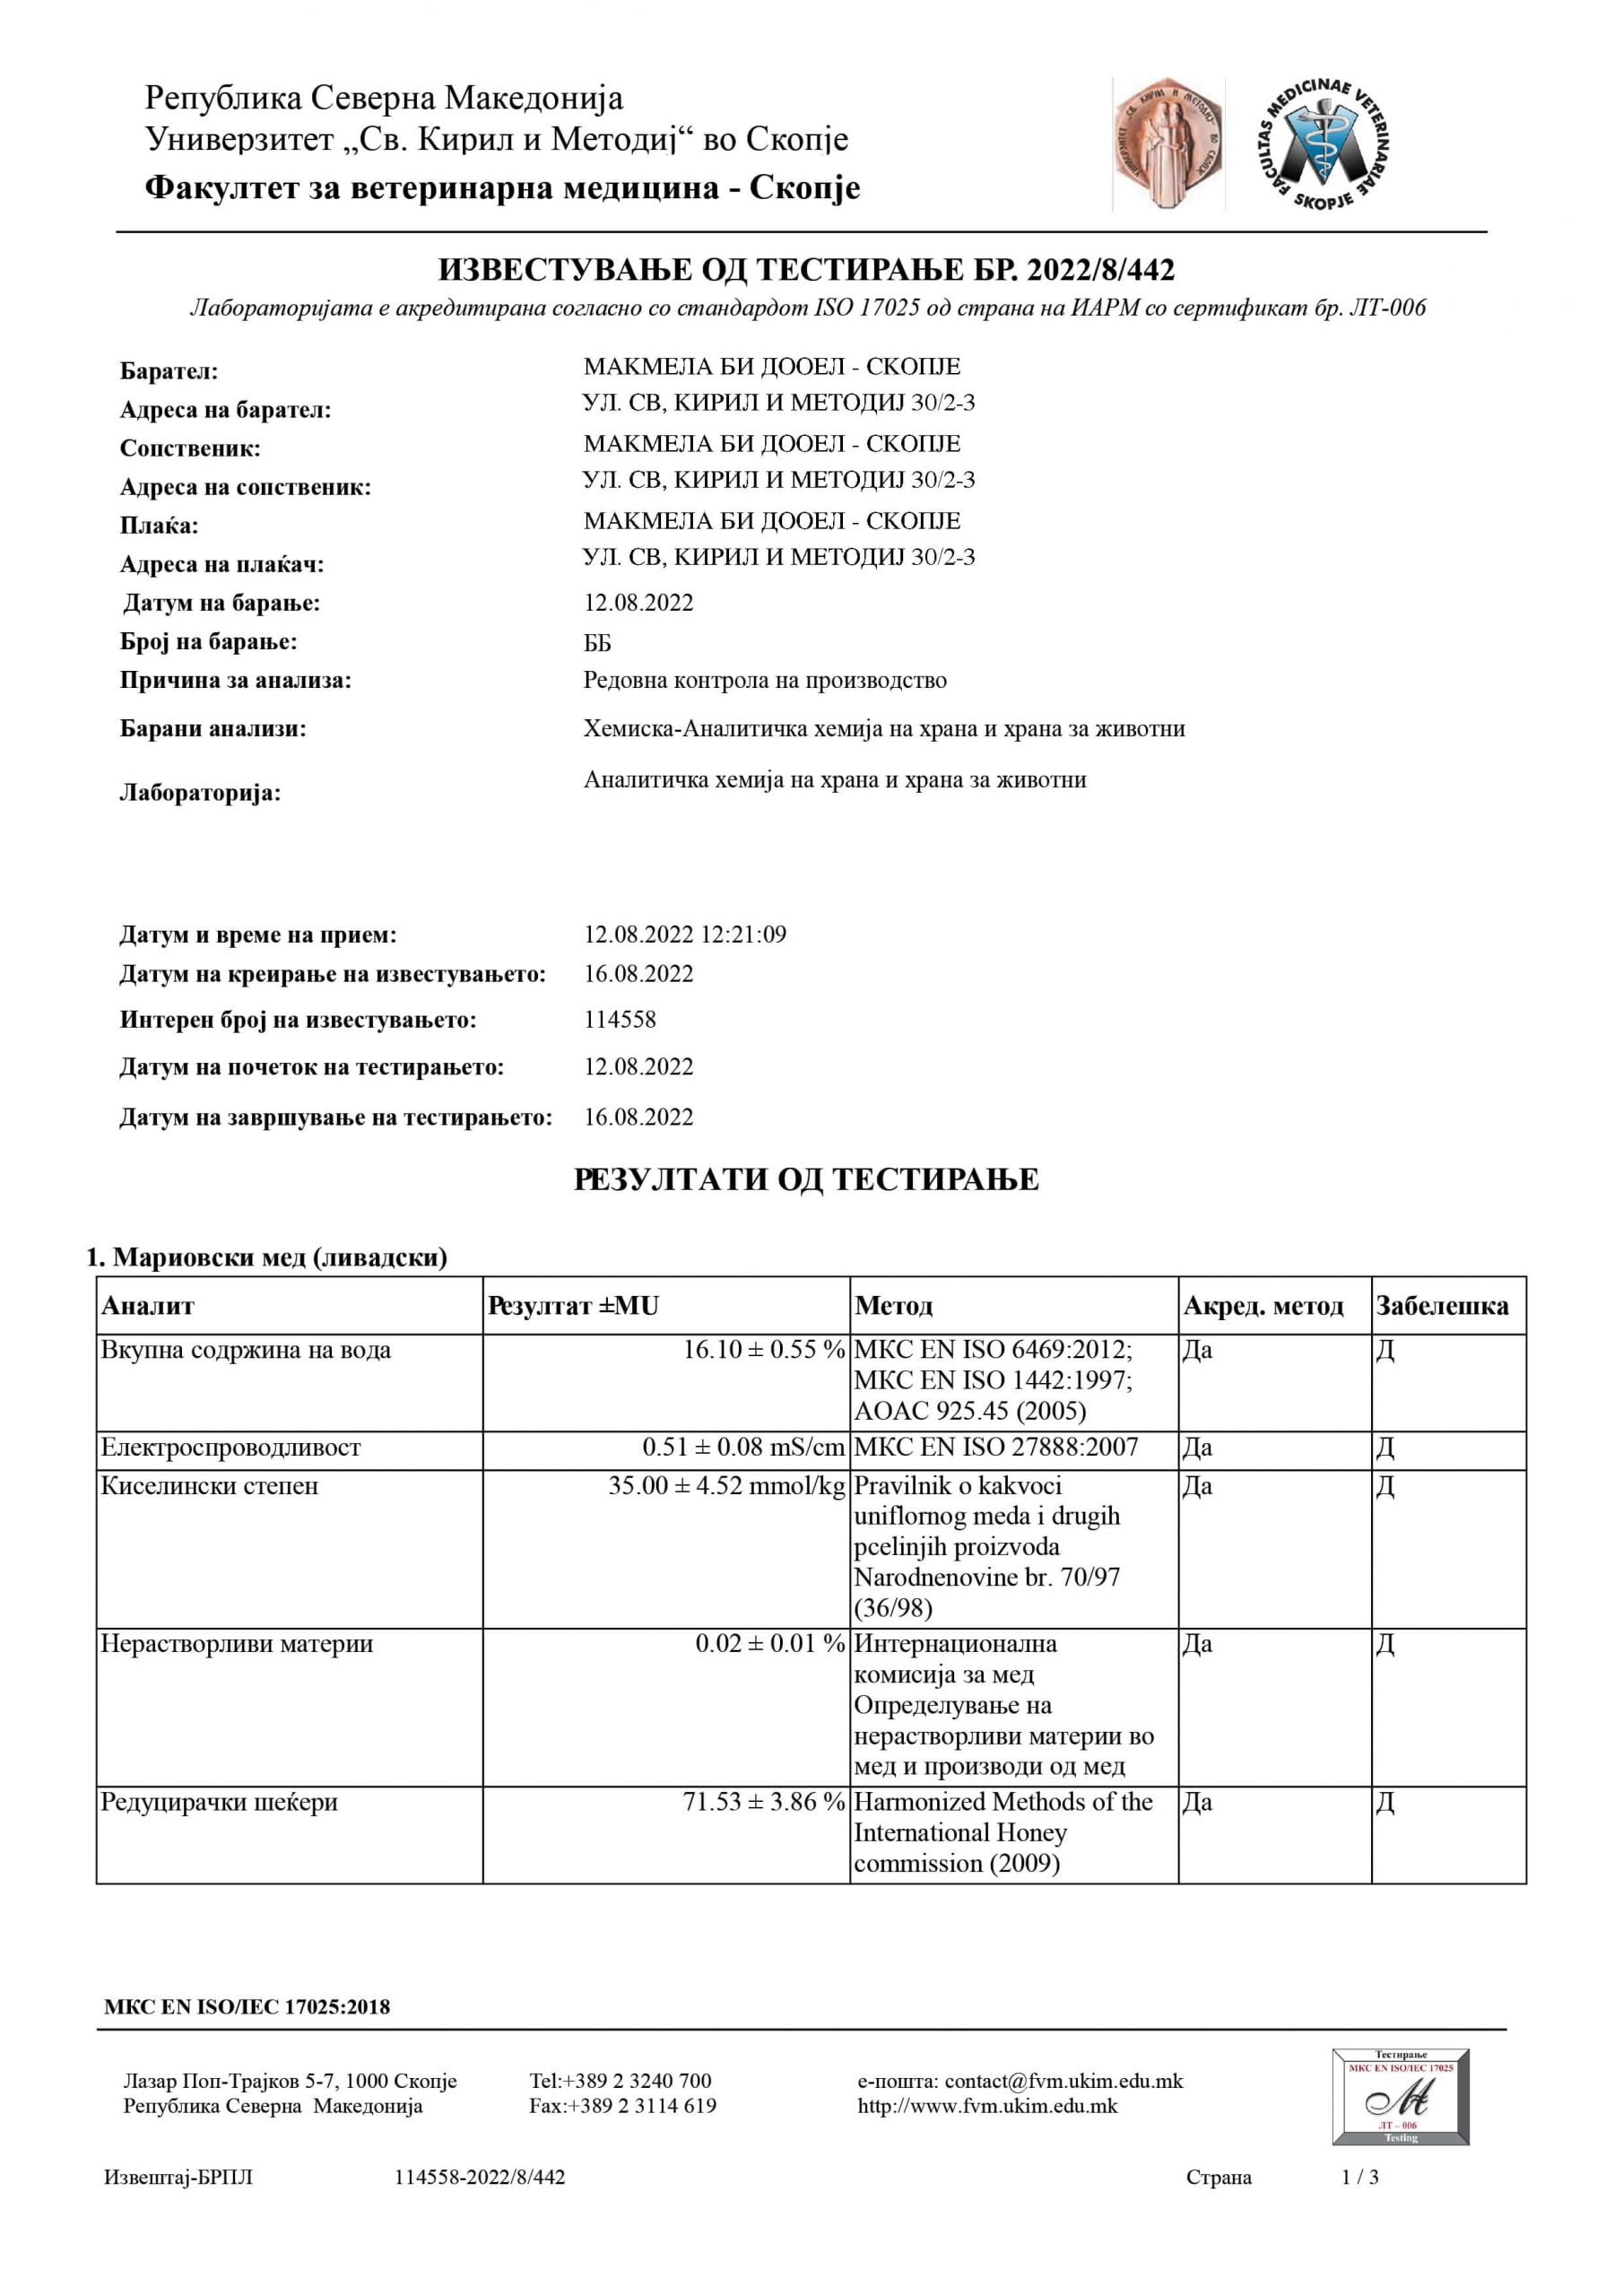 Република Северна Македонија
Универзитет „Св. Кирил и Методиј“ во Скопје
Факултет за ветеринарна медицина - Скопје
УНИВЕРЗИТЕТ СВ. КИРИЛ И МЕТОДИЈ ВО СКОПЈЕ
FACULTAS MEDICINAE VETERINARIAE
SKOPJE
ИЗВЕСТУВАЊЕ ОД ТЕСТИРАЊЕ БР. 2022/8/442
Лабораторијата е акредитирана согласно со стандардот ISO 17025 од страна на ИАРМ со сертификат бр. ЛТ-006
Барател: МАКМЕЛА БИ ДООЕЛ - СКОПЈЕ
Адреса на барател: УЛ. СВ, КИРИЛ И МЕТОДИЈ 30/2-3
Сопственик: МАКМЕЛА БИ ДООЕЛ - СКОПЈЕ
Адреса на сопственик: УЛ. СВ, КИРИЛ И МЕТОДИЈ 30/2-3
Плаќа: МАКМЕЛА БИ ДООЕЛ - СКОПЈЕ
Адреса на плаќач: УЛ. СВ, КИРИЛ И МЕТОДИЈ 30/2-3
Датум на барање: 12.08.2022
Број на барање: ББ
Причина за анализа: Редовна контрола на производство
Барани анализи: Хемиска-Аналитичка хемија на храна и храна за животни
Лабораторија: Аналитичка хемија на храна и храна за животни
Датум и време на прием: 12.08.2022 12:21:09
Датум на креирање на известувањето: 16.08.2022
Интерен број на известувањето: 114558
Датум на почеток на тестирањето: 12.08.2022
Датум на завршување на тестирањето: 16.08.2022
РЕЗУЛТАТИ ОД ТЕСТИРАЊЕ
1. Мариовски мед (ливадски)
Аналит Резултат ±MU Метод Акред. метод Забелешка
Вкупна содржина на вода 16.10 ± 0.55 % МКС EN ISO 6469:2012; Да Д
МКС EN ISO 1442:1997;
АОАС 925.45 (2005)
Електроспроводливост 0.51 ± 0.08 mS/cm МКС EN ISO 27888:2007 Да Д
Киселински степен 35.00 ± 4.52 mmol/kg Pravilnik o kakvoci Да Д
uniflornog meda i drugih
pcelinjih proizvoda
Narodnenovine br. 70/97
(36/98)
Нерастворливи материи 0.02 ± 0.01 % Интернационална Да Д
комисија за мед
Определување на
нерастворливи материи во
мед и производи од мед
Редуцирачки шеќери 71.53 ± 3.86 % Harmonized Methods of the Да Д
International Honey
commission (2009)
МКС EN ISO/IEC 17025:2018
Лазар Поп-Трајков 5-7, 1000 Скопје Tel:+389 2 3240 700 е-пошта: contact@fvm.ukim.edu.mk
Република Северна Македонија Fax:+389 2 3114 619 http://www.fvm.ukim.edu.mk
Тестирање
МКС EN ISO/IEC 17025
ЛТ – 006
Testing
Извештај-БРПЛ 114558-2022/8/442 Страна 1 / 3